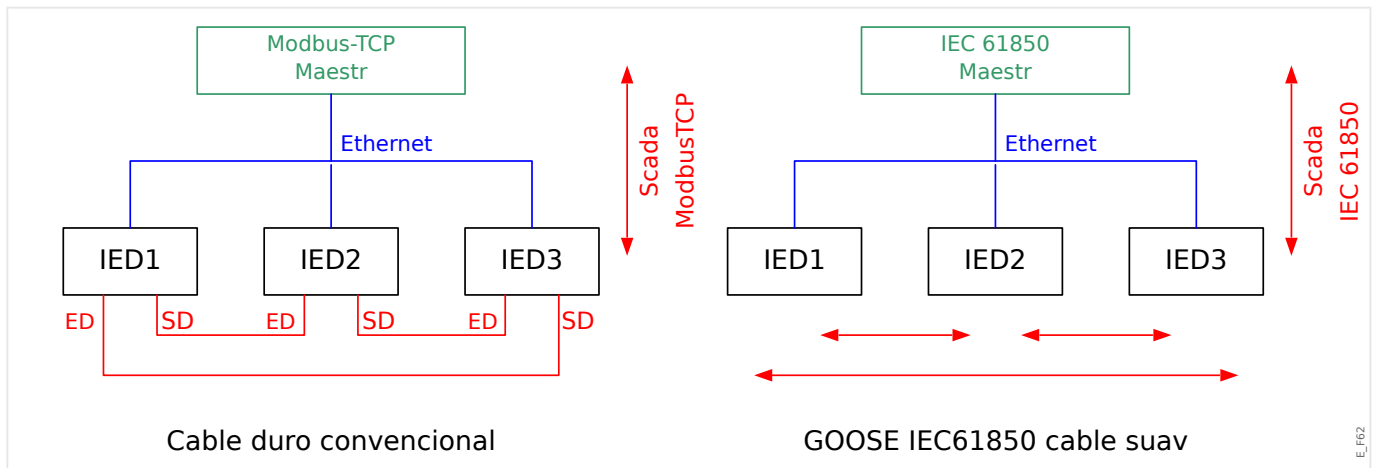 Modbus-TCP
Maestr
Ethernet
Scada
ModbusTCP
IED1
IED2
IED3
ED
SD
ED
SD
ED
SD
Cable duro convencional
IEC 61850
Maestr
Ethernet
Scada
IEC 61850
IED1
IED2
IED3
GOOSE IEC61850 cable suav
E_F62